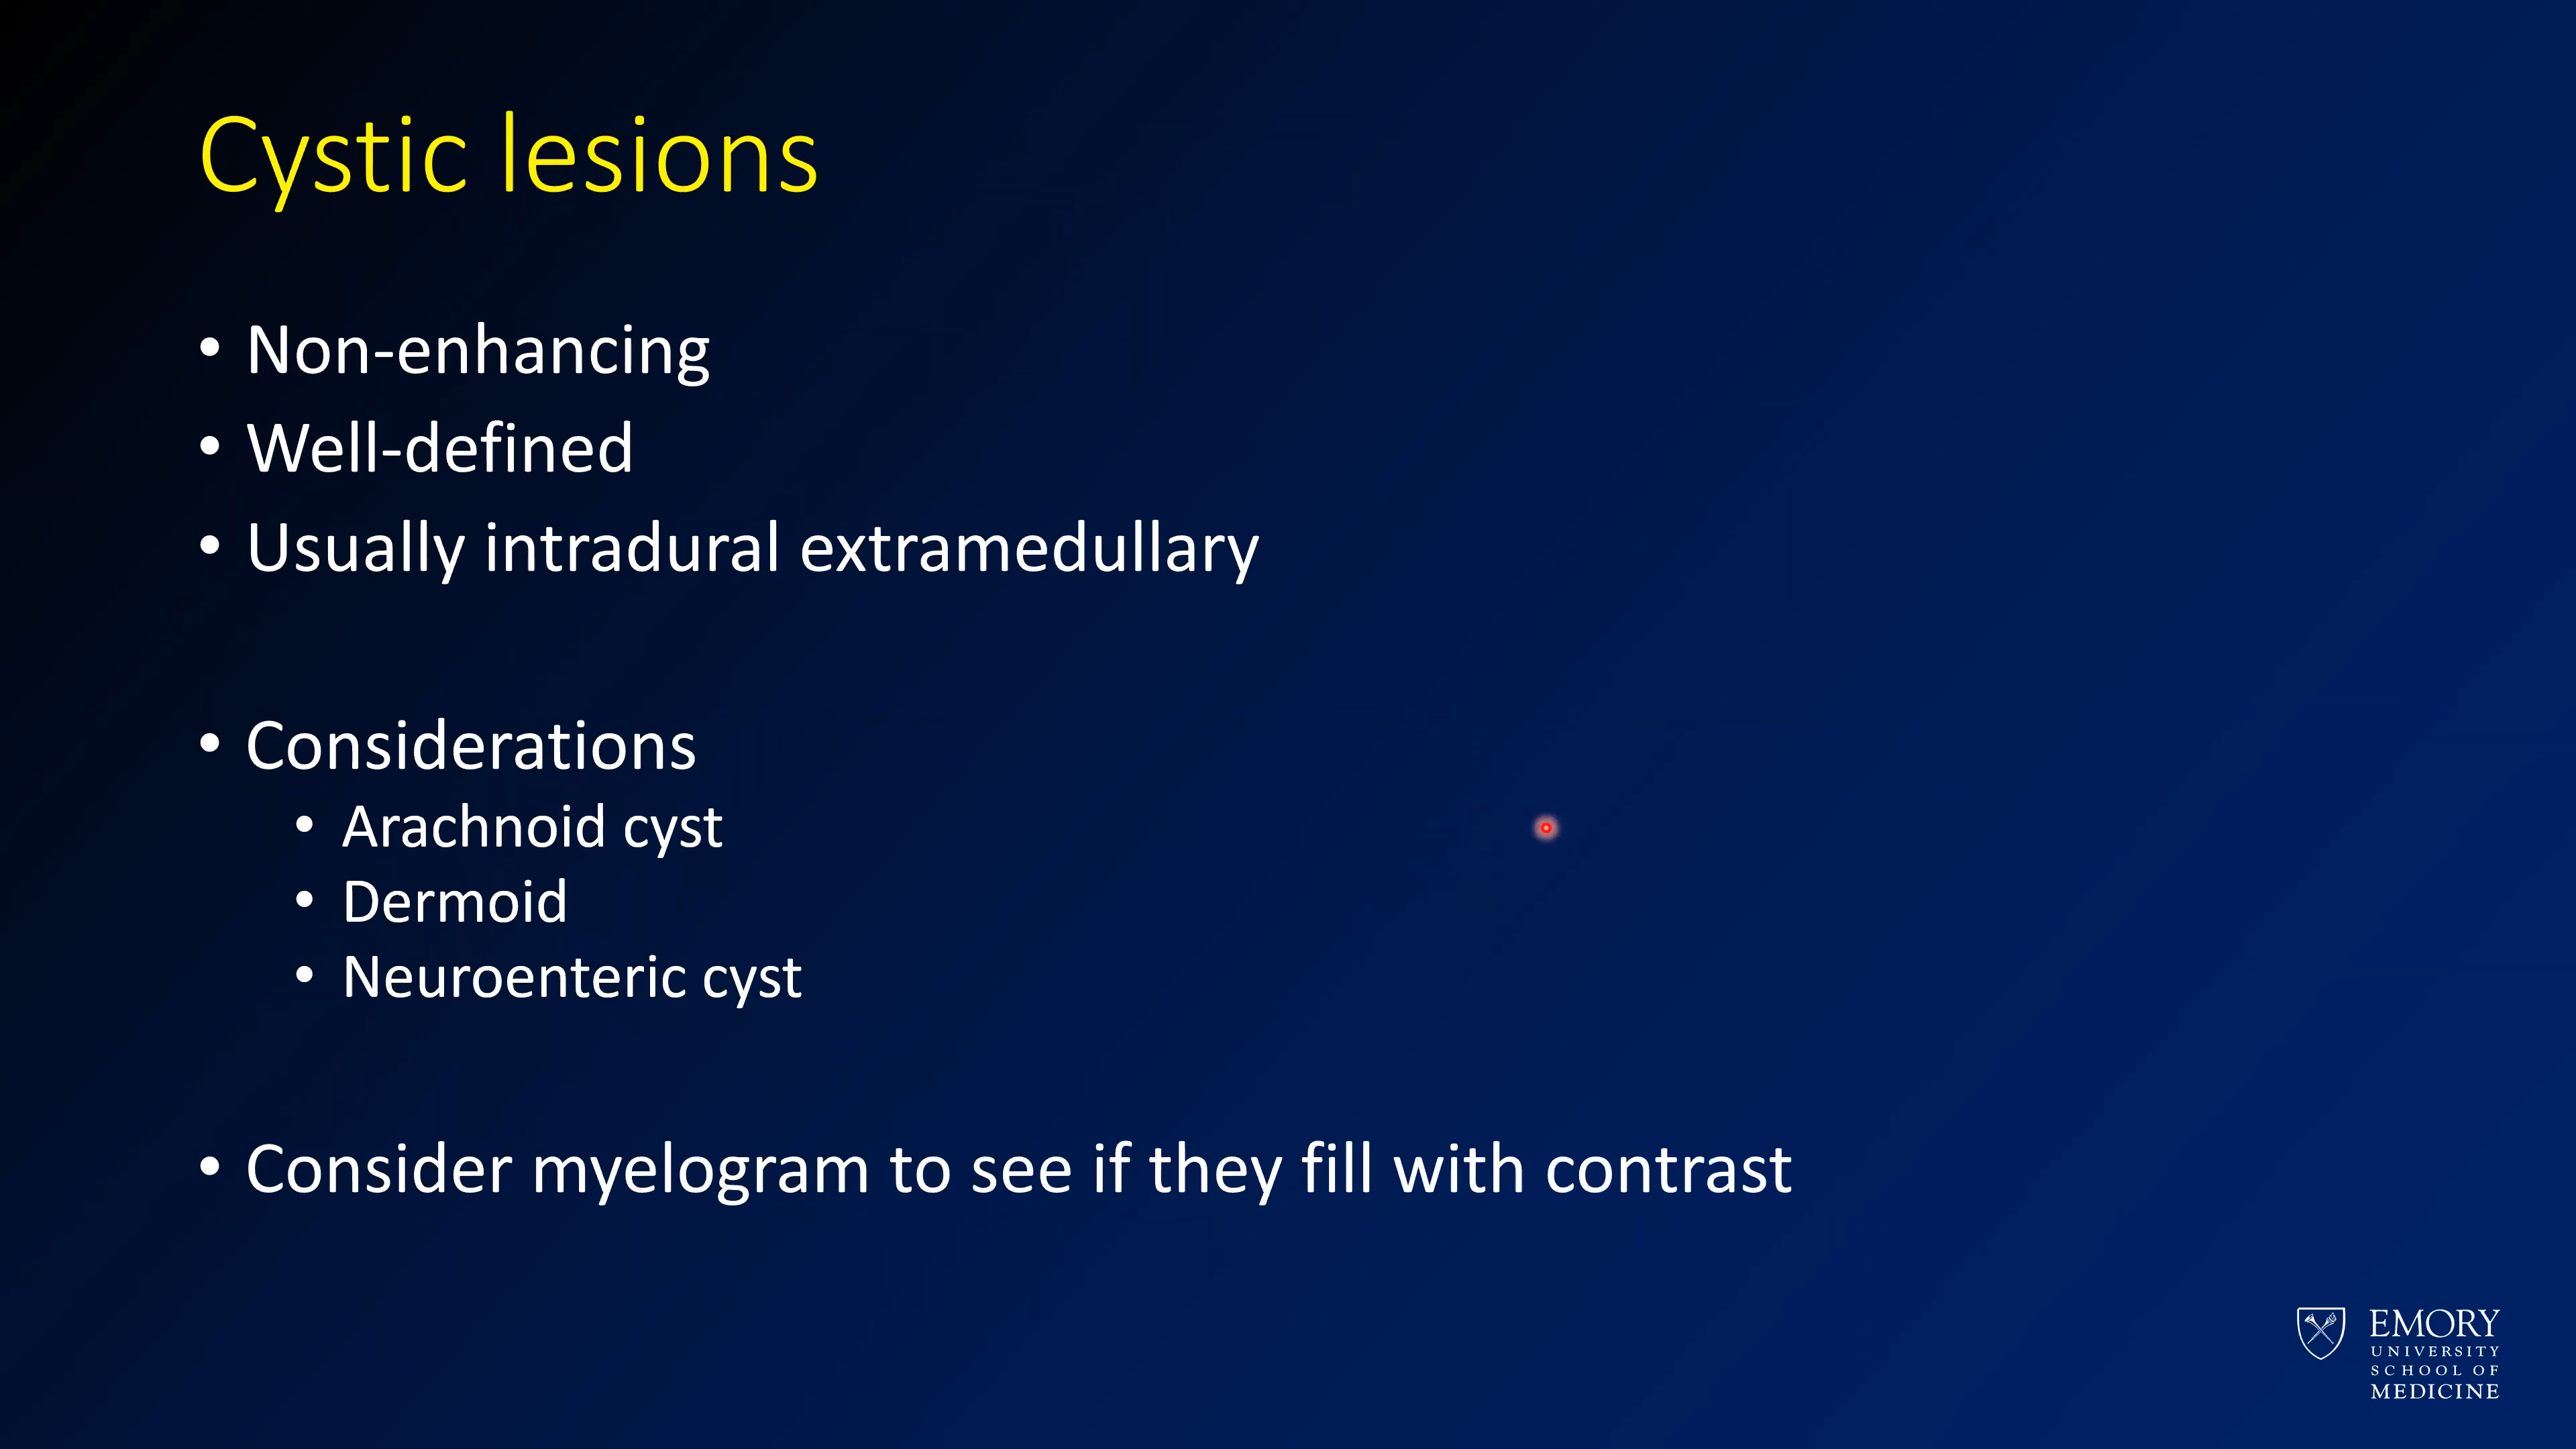 Cystic lesions
• Non-enhancing
• Well-defined
• Usually intradural extramedullary
• Considerations
• Arachnoid cyst
• Dermoid
• Neuroenteric cyst
• Consider myelogram to see if they fill with contrast
EMORY
UNIVERSITY
SCHOOL OF
MEDICINE